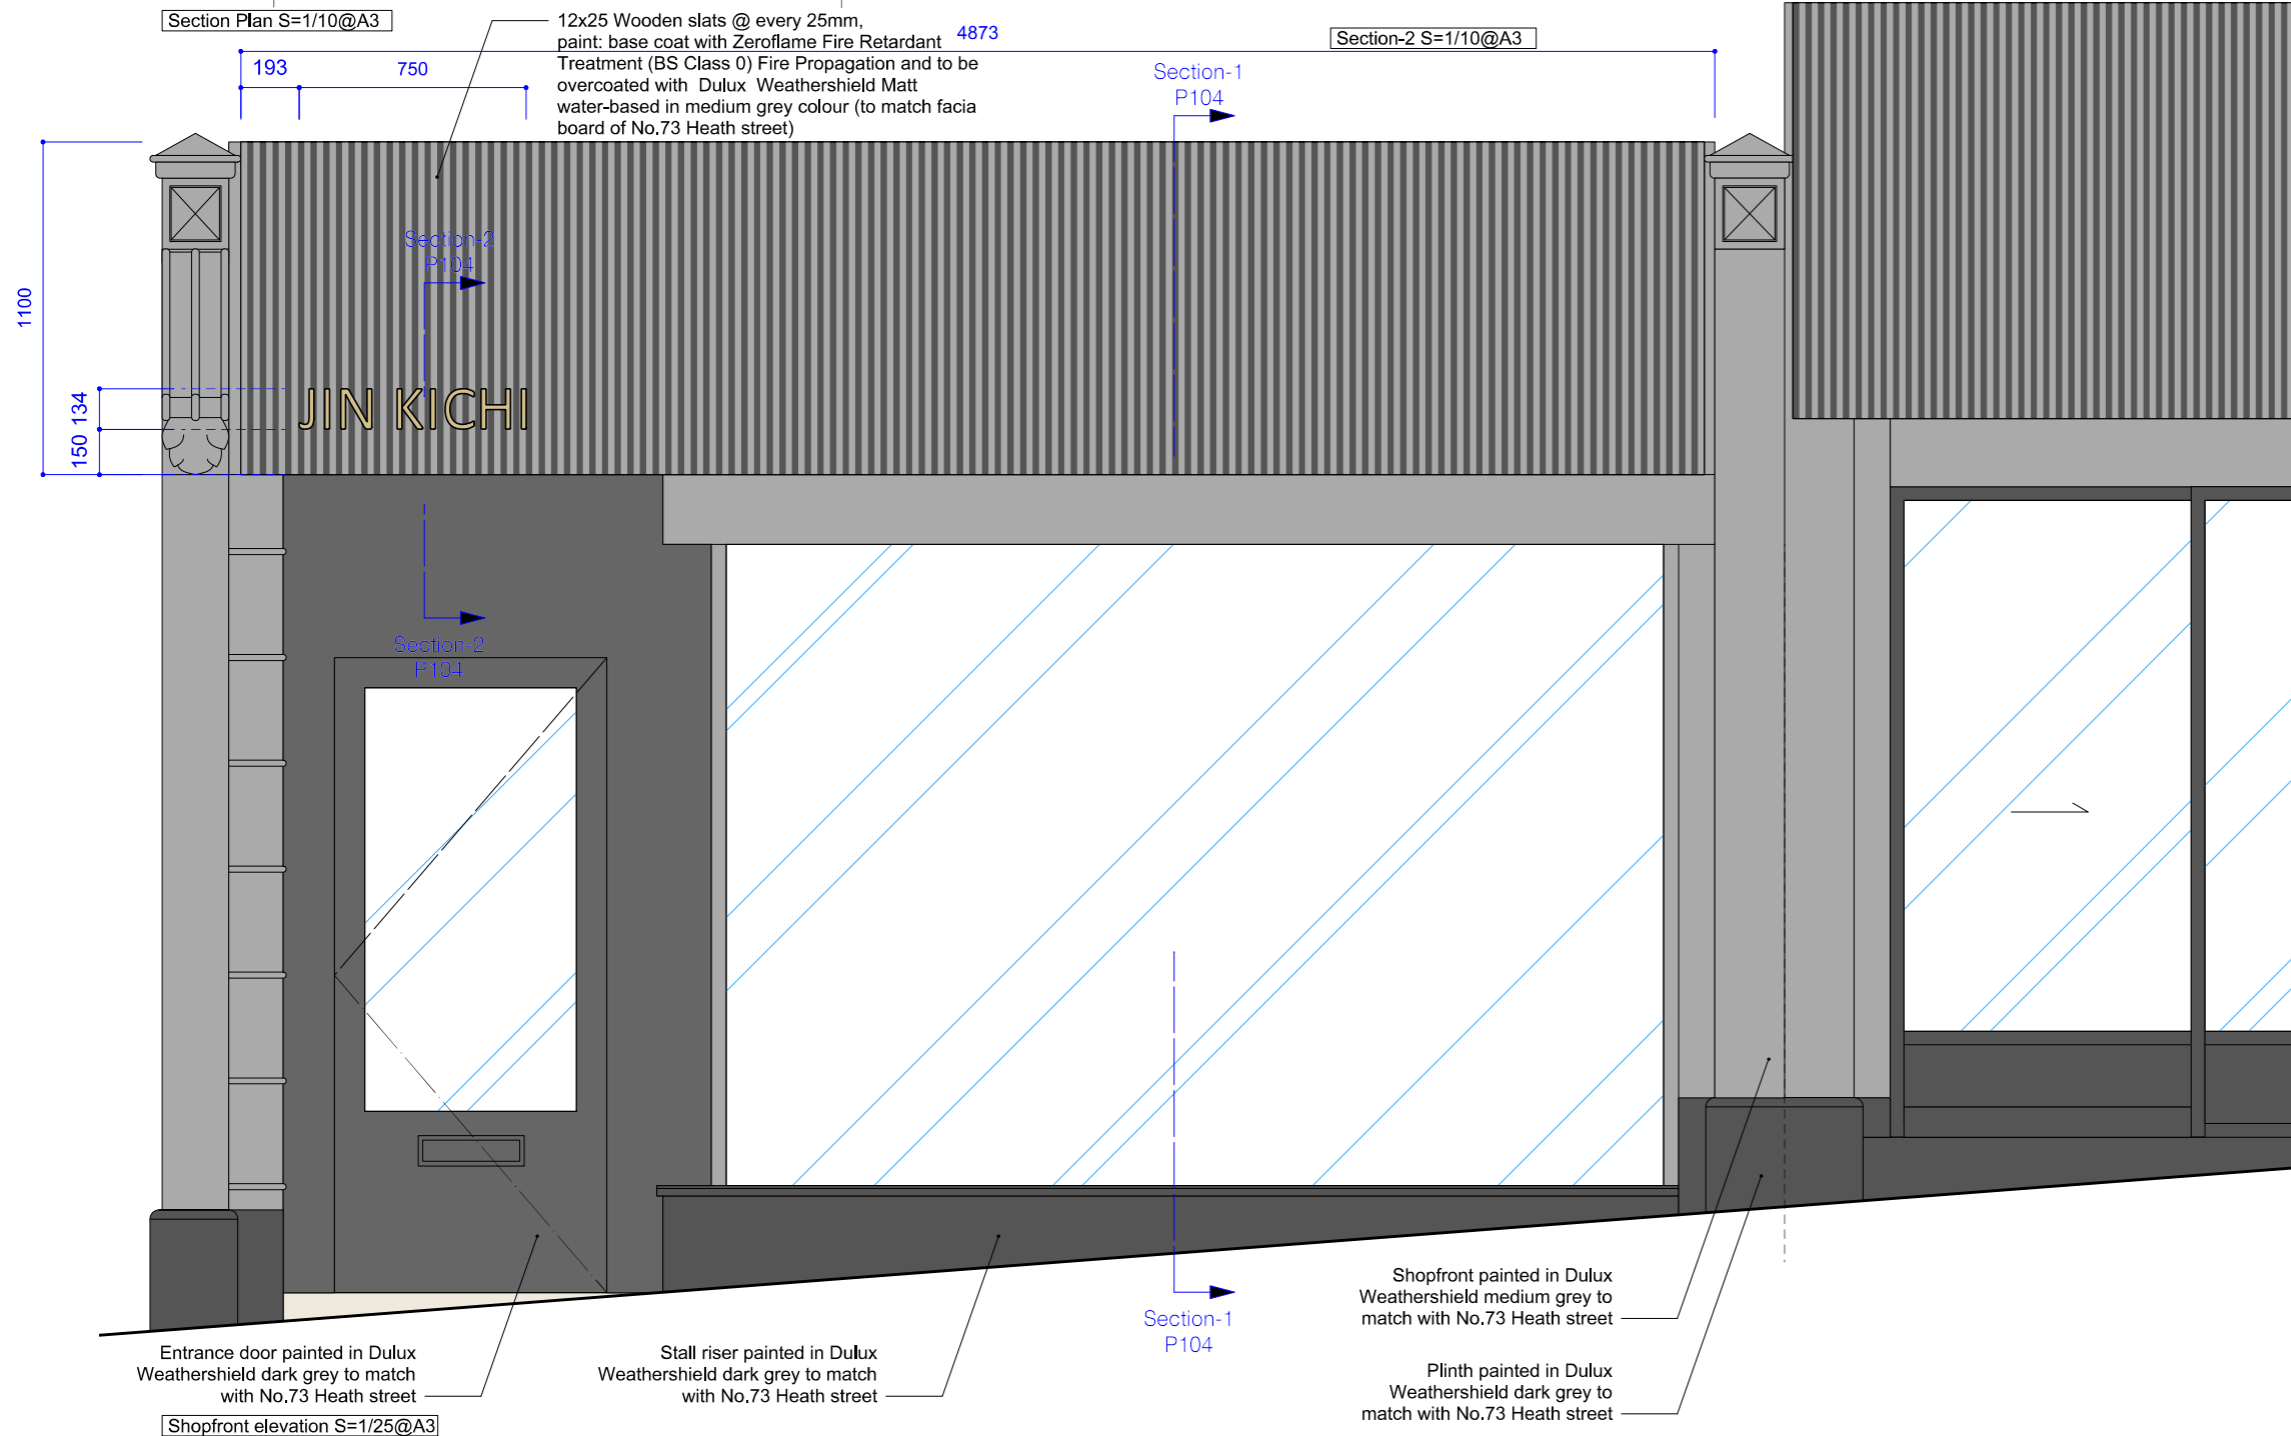 Section Plan S=1/10@A3
12x25 Wooden slats @ every 25mm,
paint: base coat with Zeroflame Fire Retardant
Treatment (BS Class 0) Fire Propagation and to be
overcoated with Dulux Weathershield Matt
water-based in medium grey colour (to match facia
board of No.73 Heath street)
4873
Section-2 S=1/10@A3
193
750
Section-1
P104
Section-2
P104
1100
134
150
JIN KICHI
Section-2
P104
Section-1
P104
Shopfront painted in Dulux
Weathershield medium grey to
match with No.73 Heath street
Entrance door painted in Dulux
Weathershield dark grey to match
with No.73 Heath street
Stall riser painted in Dulux
Weathershield dark grey to match
with No.73 Heath street
Plinth painted in Dulux
Weathershield dark grey to
match with No.73 Heath street
Shopfront elevation S=1/25@A3